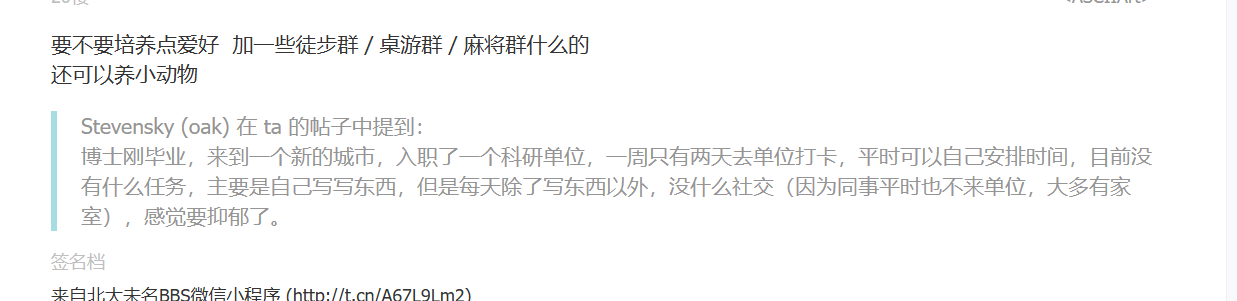 要不要培养点爱好 加一些徒步群 / 桌游群 / 麻将群什么的
还可以养小动物
Stevensky (oak) 在 ta 的帖子中提到：
博士刚毕业，来到一个新的城市，入职了一个科研单位，一周只有两天去单位打卡，平时可以自己安排时间，目前没
有什么任务，主要是自己写写东西，但是每天除了写东西以外，没什么社交（因为同事平时也不来单位，大多有家
室），感觉要抑郁了。
签名档
来自北大未名BBS微信小程序 (http://t.cn/A67L9Lm2)